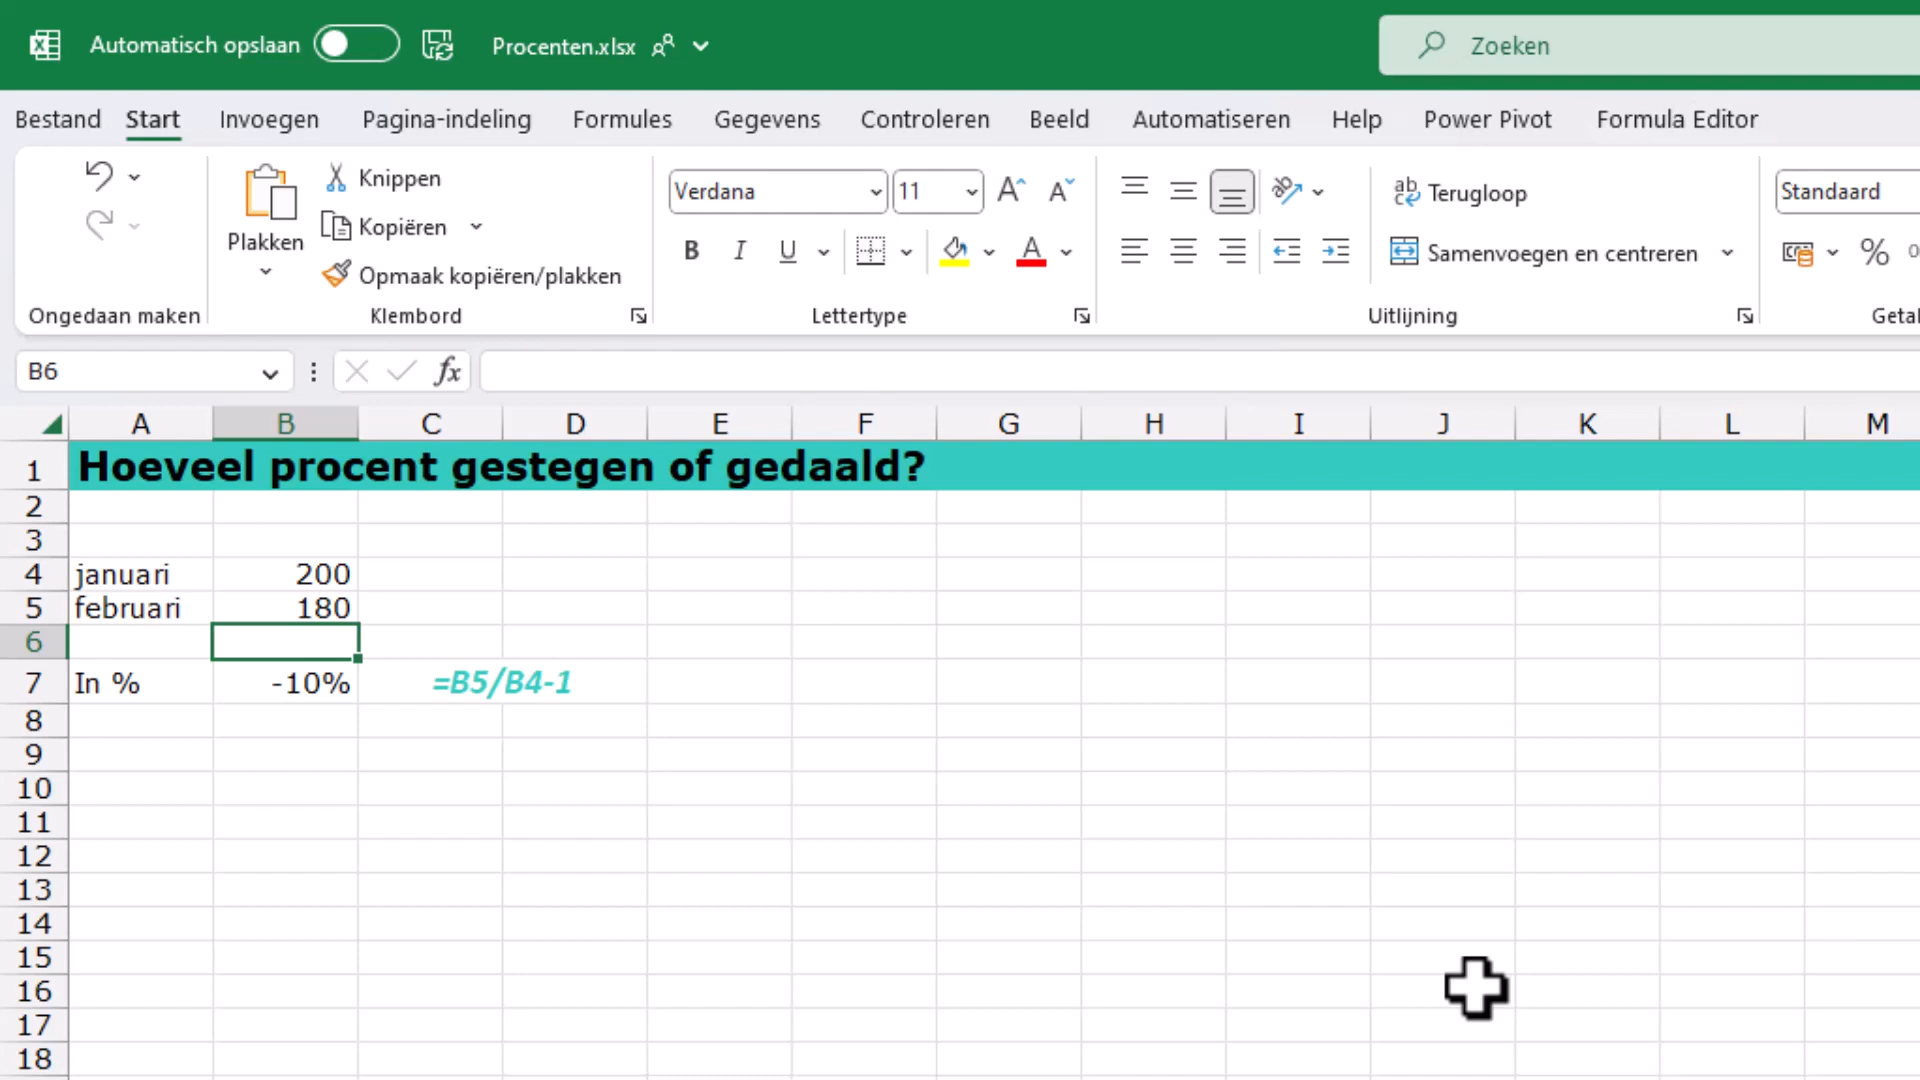 Automatisch opslaan Procenten.xlsx Zoeken
Bestand Start Invoegen Pagina-indeling Formules Gegevens Controleren Beeld Automatiseren Help Power Pivot Formula Editor
Plakken
Knippen
Kopiëren
Opmaak kopiëren/plakken
Verdana 11
B I U
Terugloop
Samenvoegen en centreren
Standaard
%
Ongedaan maken Klembord Lettertype Uitlijning
B6 fx
A B C D E F G H I J K L M
1 Hoeveel procent gestegen of gedaald?
2
3
4 januari 200
5 februari 180
6
7 In % -10% =B5/B4-1
8
9
10
11
12
13
14
15
16
17
18